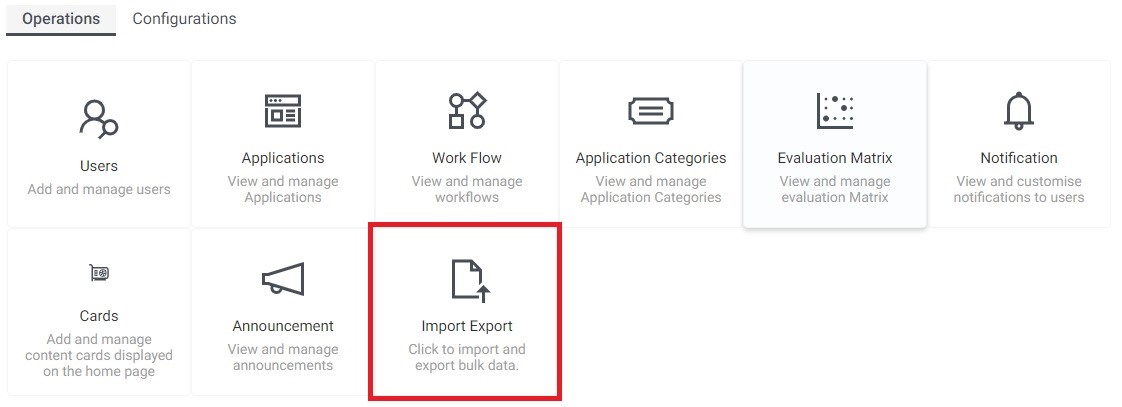 Operations
Configurations
Users
Add and manage users
Applications
View and manage
Applications
Work Flow
View and manage
workflows
Application Categories
View and manage
Application Categories
Evaluation Matrix
View and manage
evaluation Matrix
Notification
View and customise
notifications to users
Cards
Add and manage
content cards displayed
on the home page
Announcement
View and manage
announcements
Import Export
Click to import and
export bulk data.